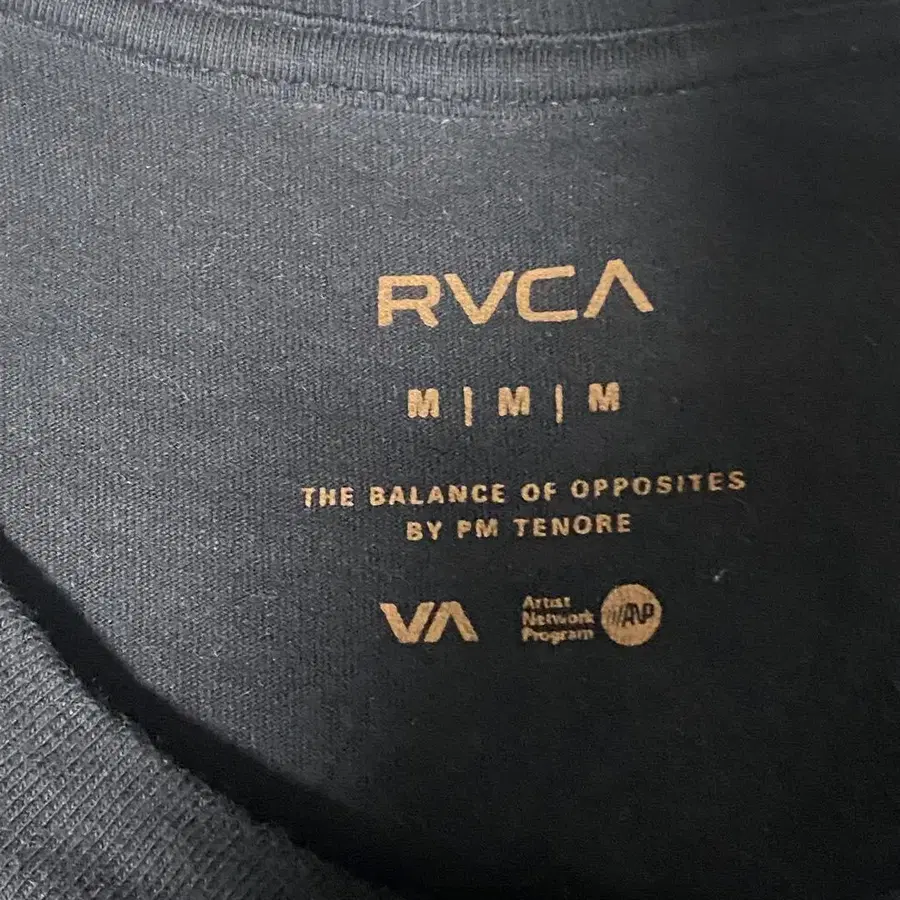 RVCA
M | M | M
THE BALANCE OF OPPOSITES
BY PM TENORE
VA
Artist
Network
Program
ANP